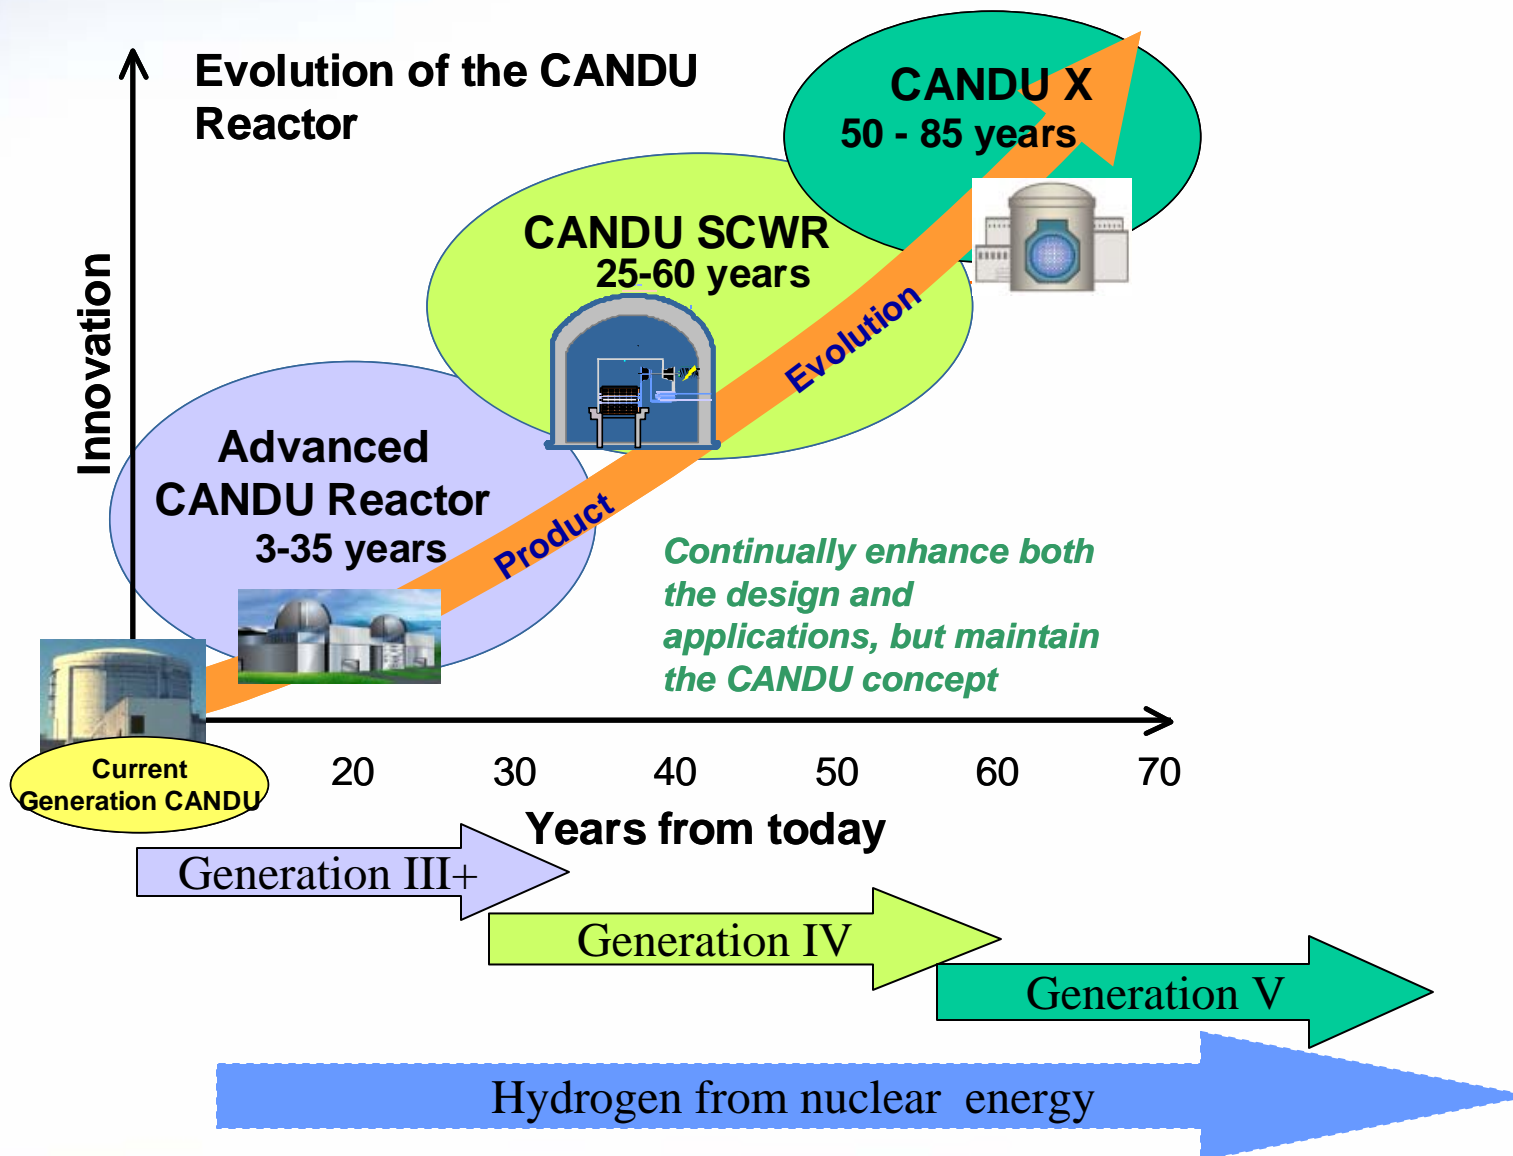 Evolution of the CANDU
Reactor
CANDU X
50 - 85 years
CANDU SCWR
25-60 years
Innovation
Evolution
Advanced
CANDU Reactor
3-35 years
Product
Continually enhance both
the design and
applications, but maintain
the CANDU concept
Current
Generation CANDU
20 30 40 50 60 70
Years from today
Generation III+
Generation IV
Generation V
Hydrogen from nuclear energy